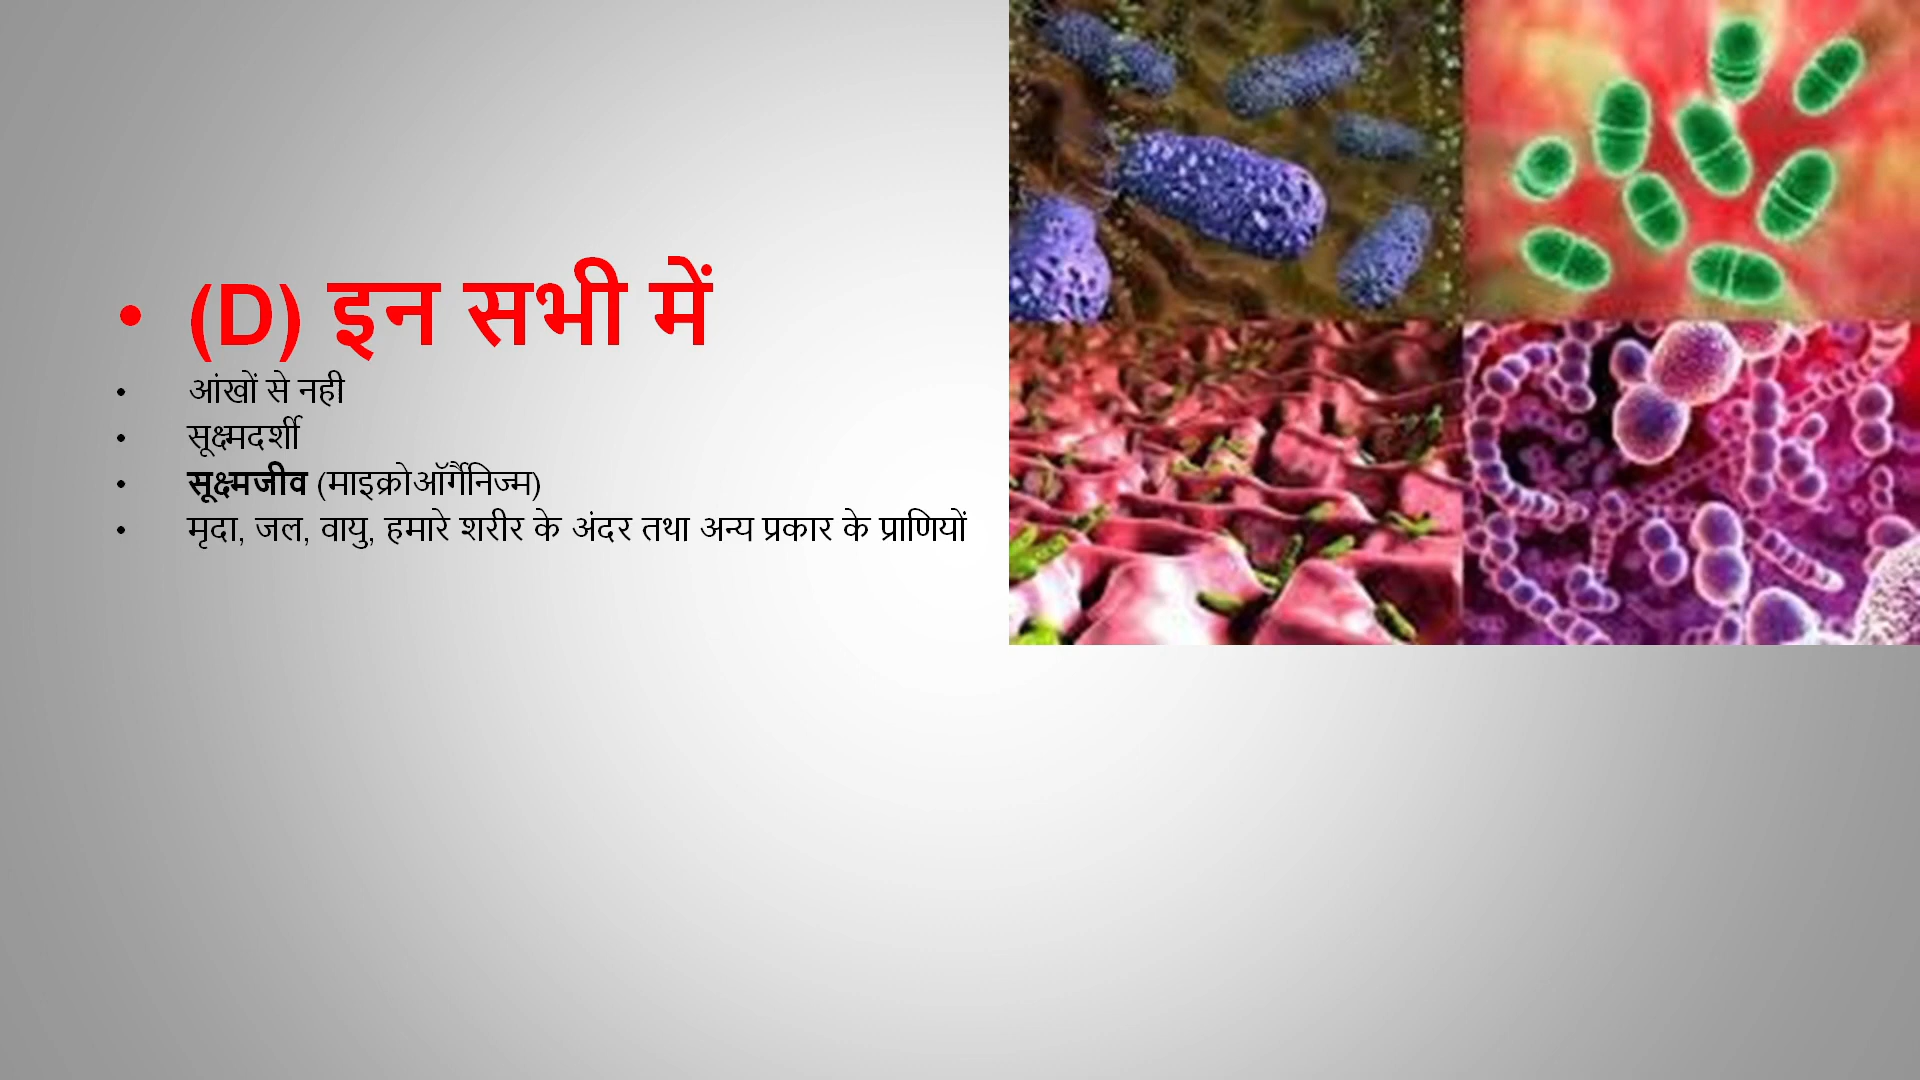 • (D) इन सभी में
• आंखों से नही
• सूक्ष्मदर्शी
• सूक्ष्मजीव (माइक्रोऑर्गैनिज्म)
• मृदा, जल, वायु, हमारे शरीर के अंदर तथा अन्य प्रकार के प्राणियों